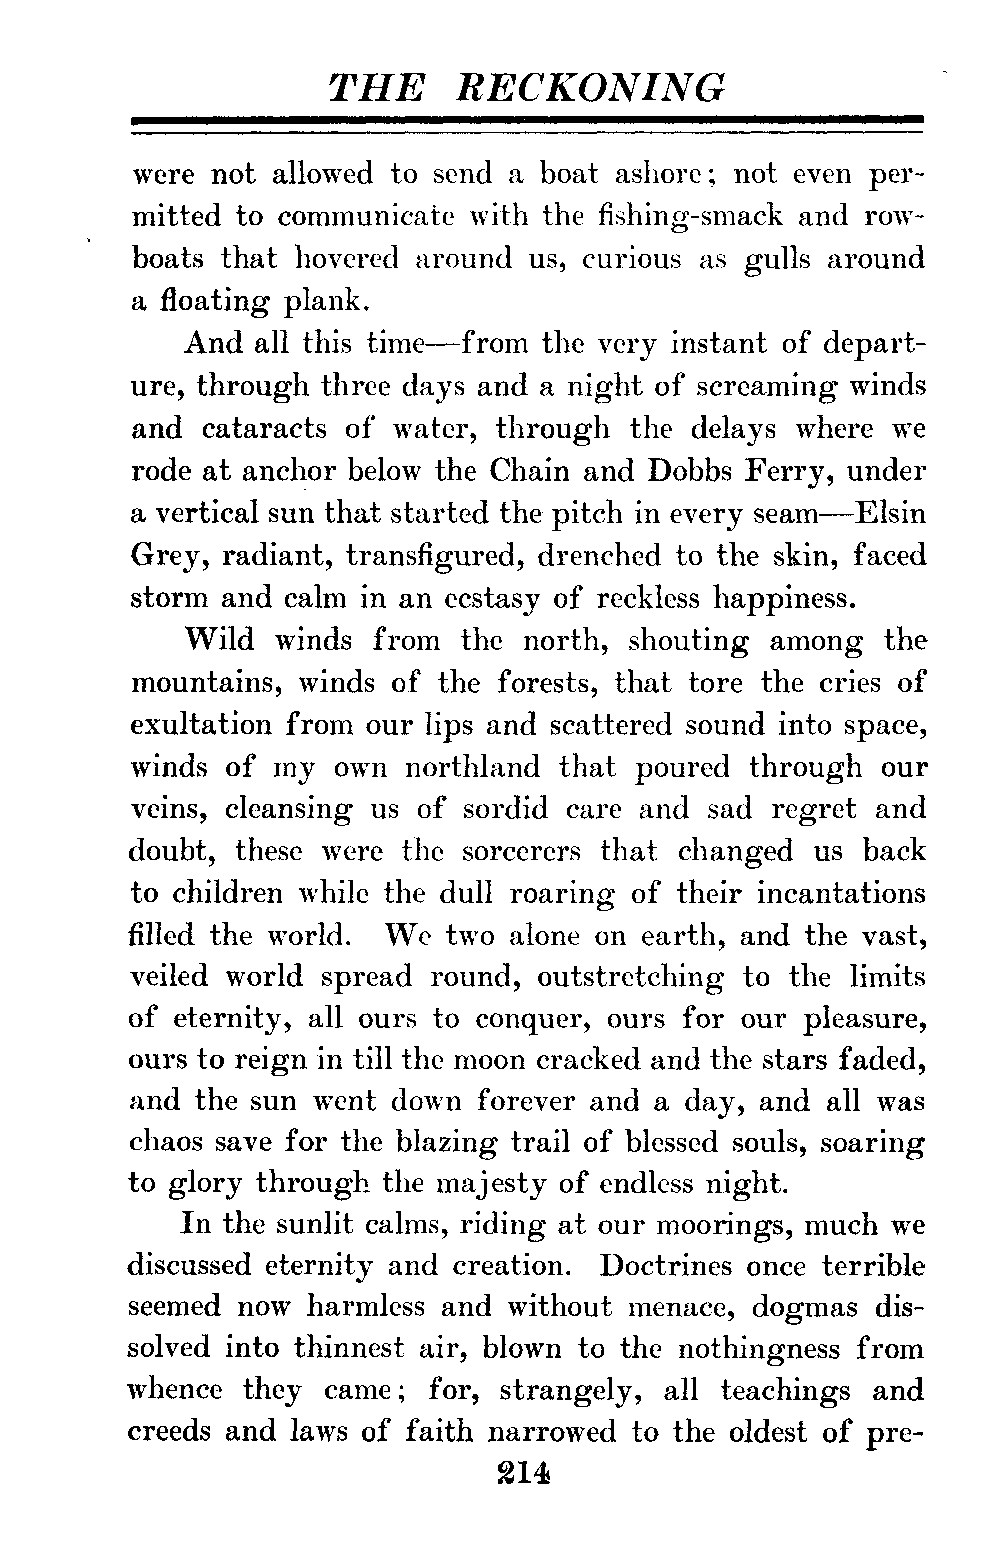 THE RECKONING
were not allowed to send a boat ashore; not even per-
mitted to communicate with the fishing-smack and row-
boats that hovered around us, curious as gulls around
a floating plank.
And all this time—from the very instant of depart-
ure, through three days and a night of screaming winds
and cataracts of water, through the delays where we
rode at anchor below the Chain and Dobbs Ferry, under
a vertical sun that started the pitch in every seam—Elsin
Grey, radiant, transfigured, drenched to the skin, faced
storm and calm in an ecstasy of reckless happiness.
Wild winds from the north, shouting among the
mountains, winds of the forests, that tore the cries of
exultation from our lips and scattered sound into space,
winds of my own northland that poured through our
veins, cleansing us of sordid care and sad regret and
doubt, these were the sorcerers that changed us back
to children while the dull roaring of their incantations
filled the world. We two alone on earth, and the vast,
veiled world spread round, outstretching to the limits
of eternity, all ours to conquer, ours for our pleasure,
ours to reign in till the moon cracked and the stars faded,
and the sun went down forever and a day, and all was
chaos save for the blazing trail of blessed souls, soaring
to glory through the majesty of endless night.
In the sunlit calms, riding at our moorings, much we
discussed eternity and creation. Doctrines once terrible
seemed now harmless and without menace, dogmas dis-
solved into thinnest air, blown to the nothingness from
whence they came; for, strangely, all teachings and
creeds and laws of faith narrowed to the oldest of pre-
214